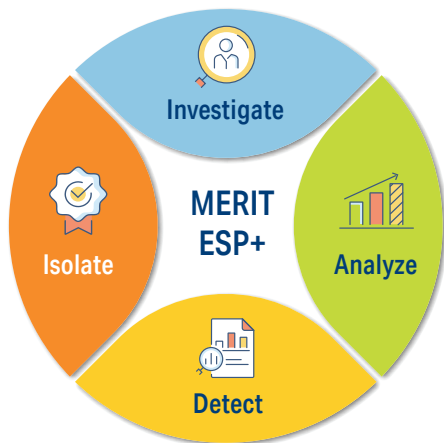 Investigate
MERIT
ESP+
Isolate
Analyze
Detect